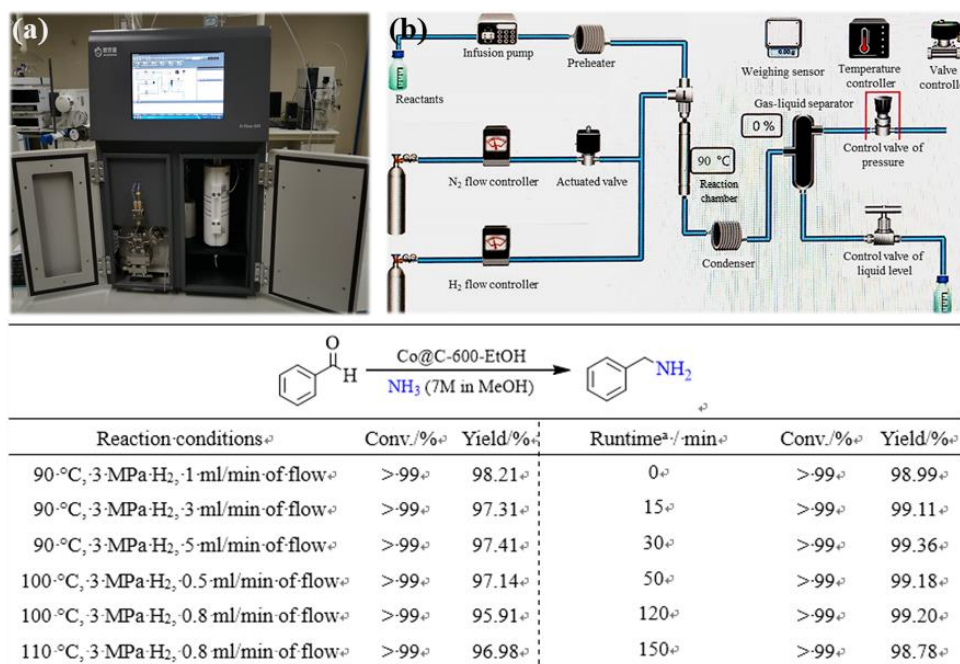 (a)
(b)
Infusion pump
Preheater
Reactants
Weighing sensor
Temperature
controller
Valve
controlle
Gas-liquid separator
0 %
Control valve of
pressure
N₂ flow controller
Actuated valve
90 °C
Reaction
chamber
Condenser
Control valve of
liquid level
H₂ flow controller
O
H
Co@C-600-EtOH
NH₃ (7M in MeOH)
NH₂
Reaction·conditions↵ Conv./%↵ Yield/%↵ Runtimeᵃ·/·min↵ Conv./%↵ Yield/%↵
90·°C,·3·MPa·H₂,·1·ml/min·of·flow↵ >·99↵ 98.21↵ 0↵ >·99↵ 98.99↵
90·°C,·3·MPa·H₂,·3·ml/min·of·flow↵ >·99↵ 97.31↵ 15↵ >·99↵ 99.11↵
90·°C,·3·MPa·H₂,·5·ml/min·of·flow↵ >·99↵ 97.41↵ 30↵ >·99↵ 99.36↵
100·°C,·3·MPa·H₂,·0.5·ml/min·of·flow↵ >·99↵ 97.14↵ 50↵ >·99↵ 99.18↵
100·°C,·3·MPa·H₂,·0.8·ml/min·of·flow↵ >·99↵ 95.91↵ 120↵ >·99↵ 99.20↵
110·°C,·3·MPa·H₂,·0.8·ml/min·of·flow↵ >·99↵ 96.98↵ 150↵ >·99↵ 98.78↵